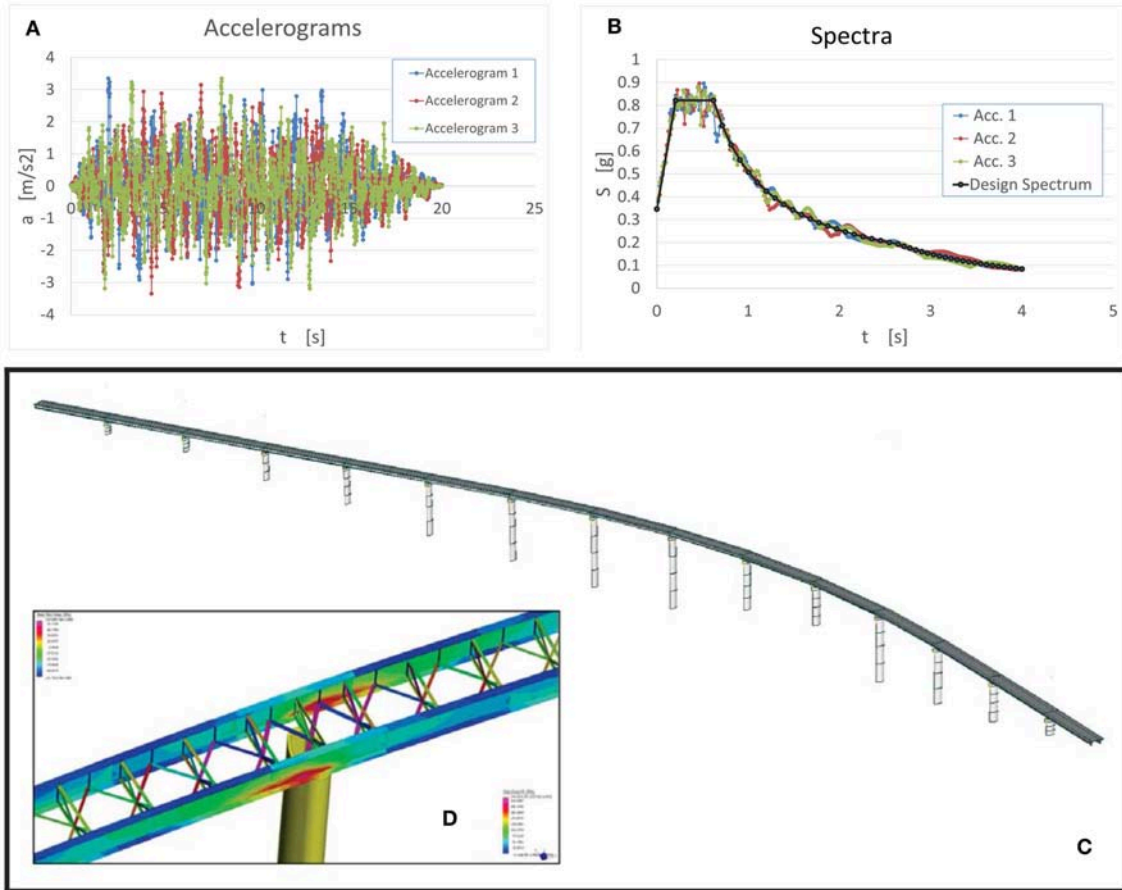 A
Accelerograms
4
3
2
1
0
-1
-2
-3
-4
a [m/s2]
0
5
10
15
20
25
t [s]
Accelerogram 1
Accelerogram 2
Accelerogram 3
B
Spectra
1
0.9
0.8
0.7
0.6
0.5
0.4
0.3
0.2
0.1
0
S [g]
0
1
2
3
4
5
t [s]
Acc. 1
Acc. 2
Acc. 3
Design Spectrum
D
C